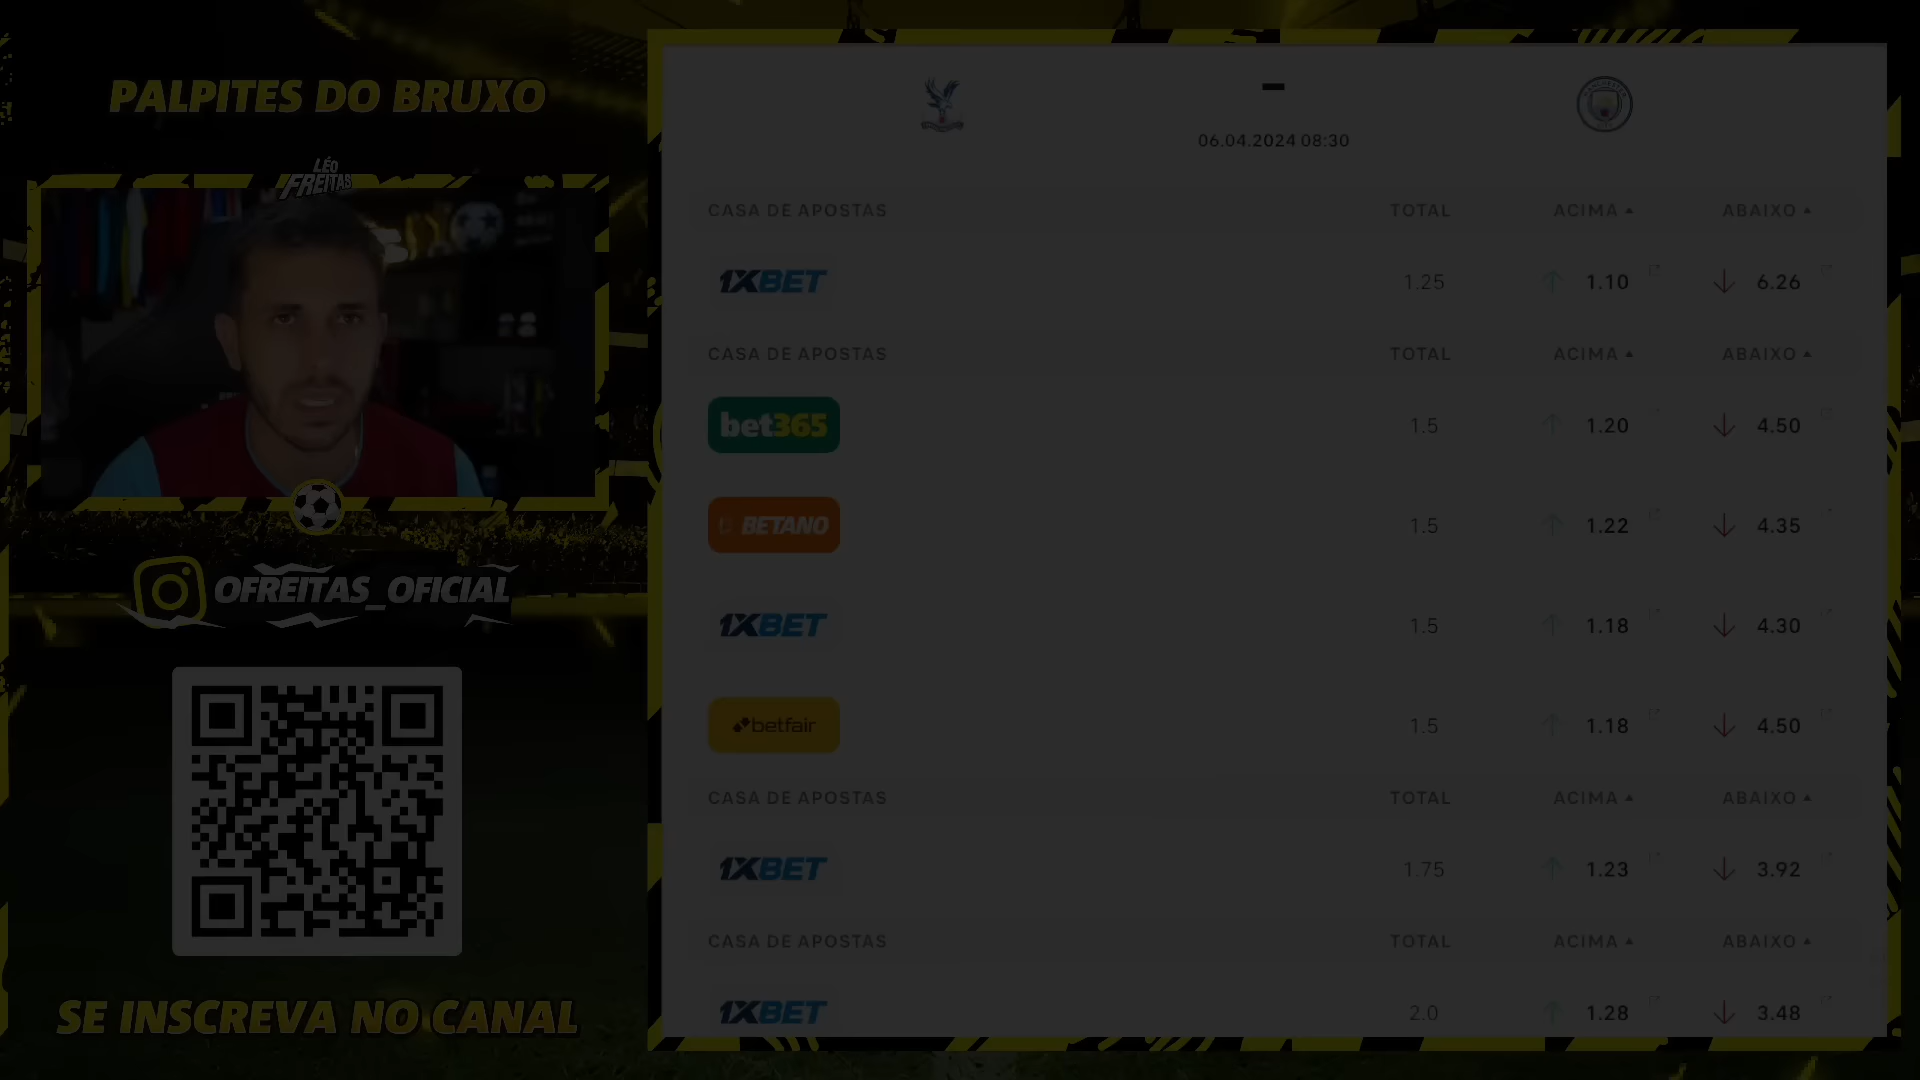 PALPITES DO BRUXO
LÉO
FREITAS
OFREITAS_OFICIAL
SE INSCREVA NO CANAL
06.04.2024 08:30
CASA DE APOSTAS TOTAL ACIMA ABAIXO
1XBET 1.25 1.10 6.26
CASA DE APOSTAS TOTAL ACIMA ABAIXO
bet365 1.5 1.20 4.50
BETANO 1.5 1.22 4.35
1XBET 1.5 1.18 4.30
betfair 1.5 1.18 4.50
CASA DE APOSTAS TOTAL ACIMA ABAIXO
1XBET 1.75 1.23 3.92
CASA DE APOSTAS TOTAL ACIMA ABAIXO
1XBET 2.0 1.28 3.48